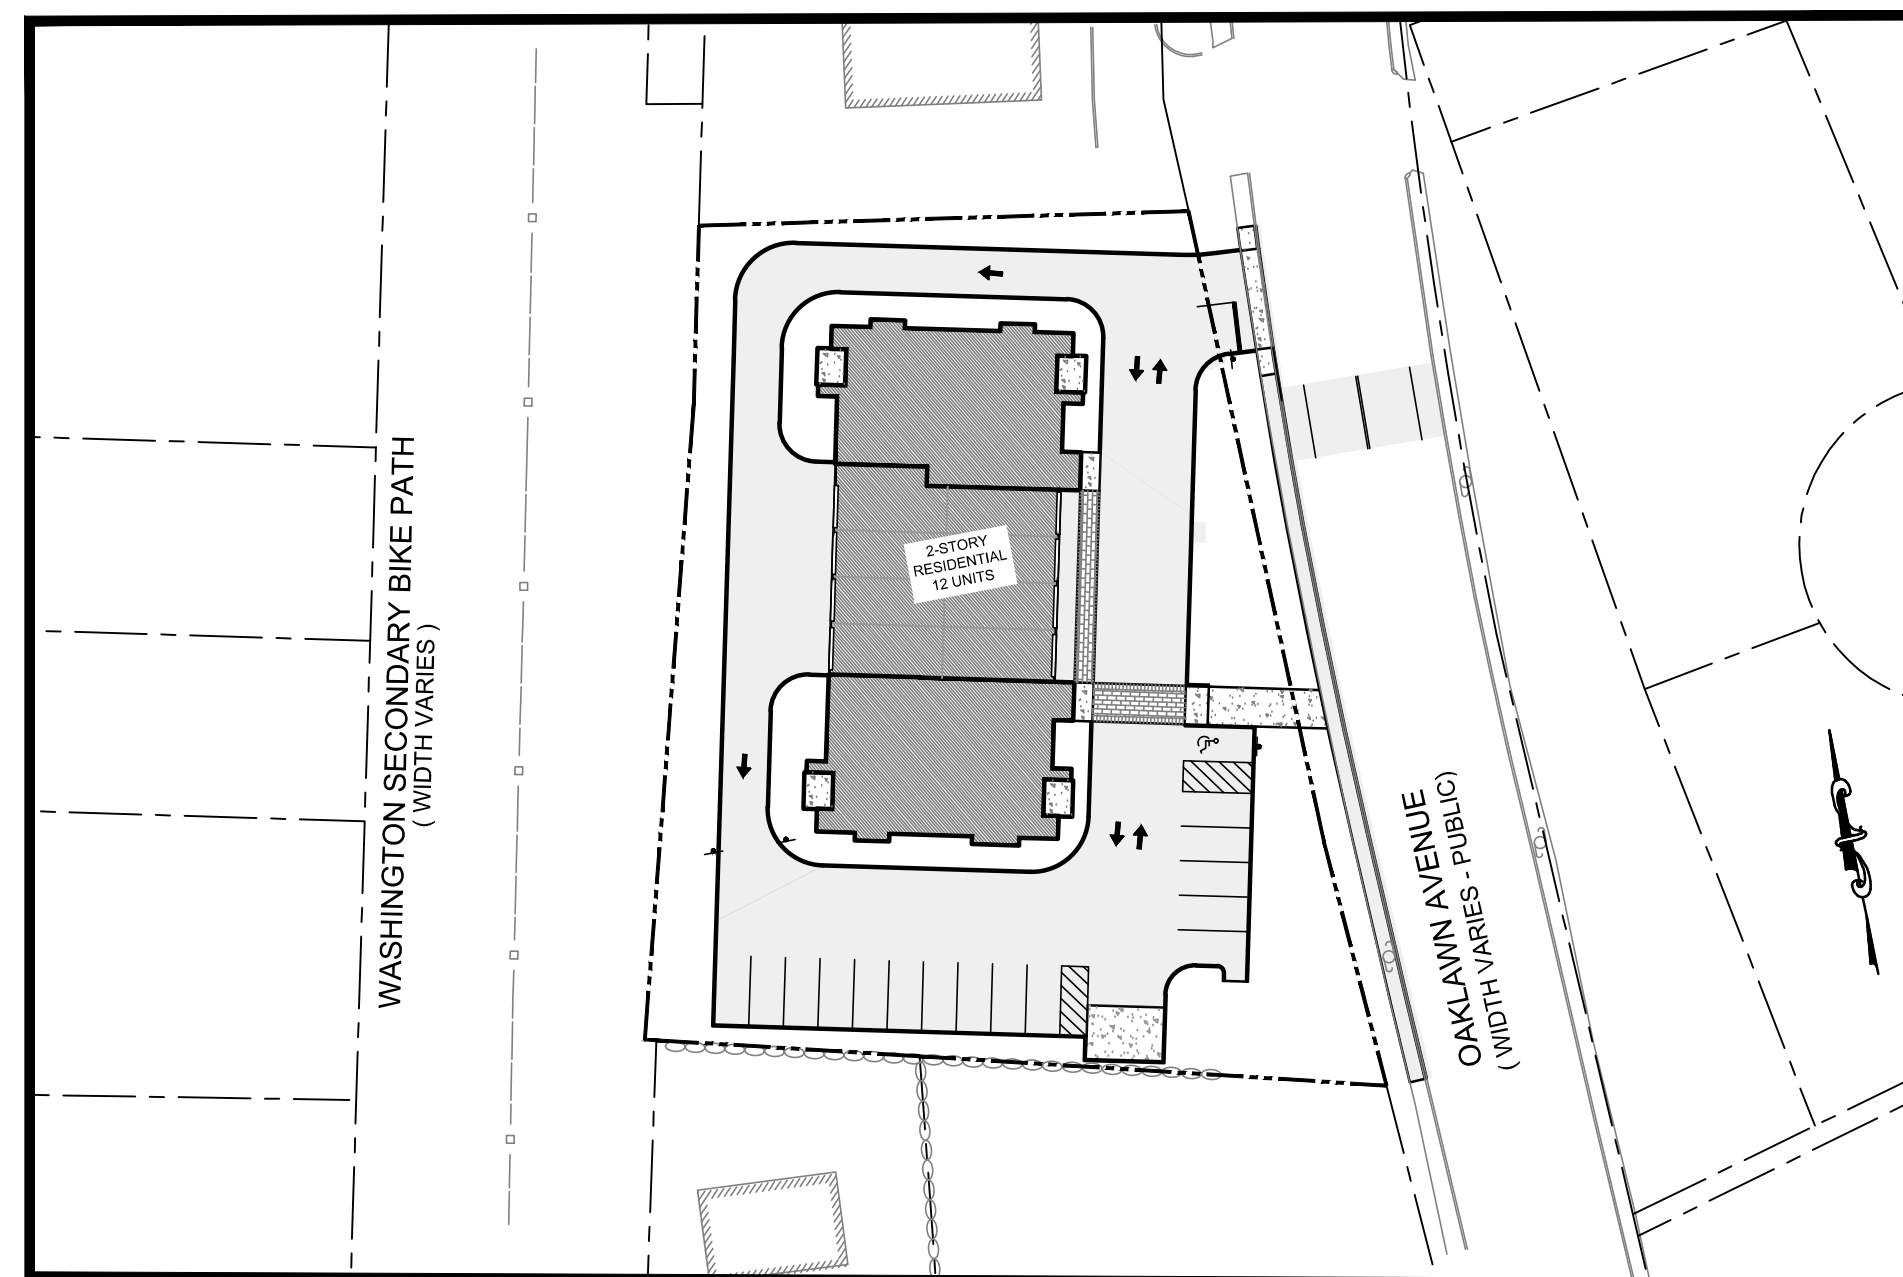 WASHINGTON SECONDARY BIKE PATH
( WIDTH VARIES )
2-STORY
RESIDENTIAL
12 UNITS
OAKLAWN AVENUE
( WIDTH VARIES - PUBLIC)